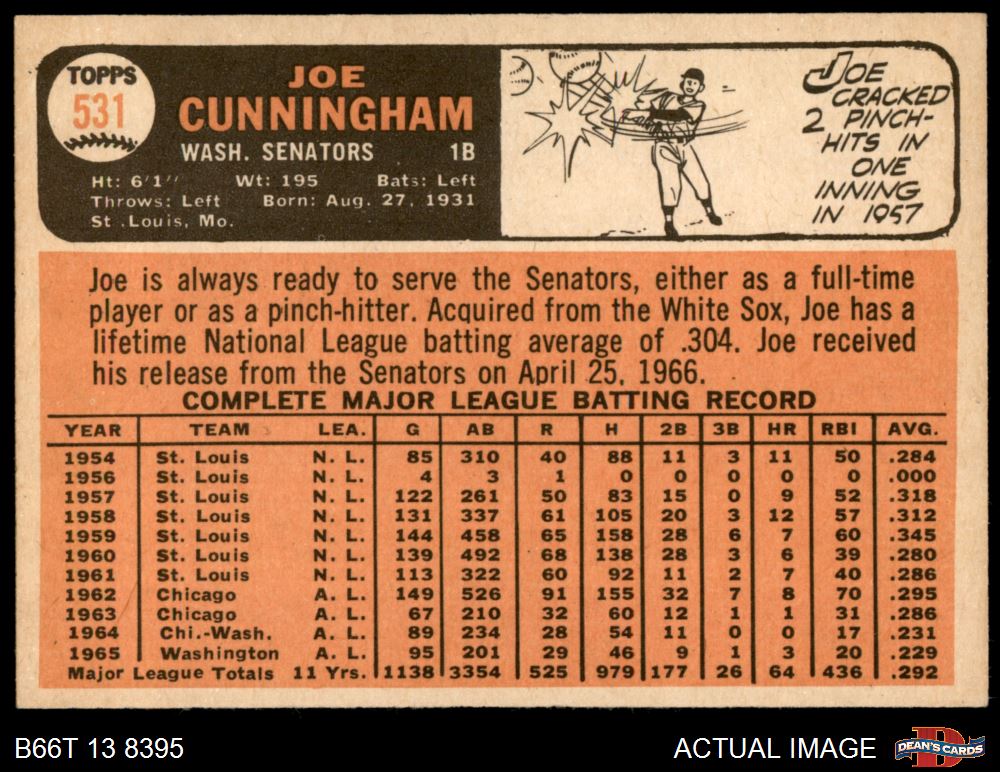 TOPPS
531
JOE
CUNNINGHAM
WASH. SENATORS 1B
Ht: 6'1" Wt: 195 Bats: Left
Throws: Left Born: Aug. 27, 1931
St. Louis, Mo.
JOE
CRACKED
2 PINCH-
HITS IN
ONE
INNING
IN 1957
Joe is always ready to serve the Senators, either as a full-time
player or as a pinch-hitter. Acquired from the White Sox, Joe has a
lifetime National League batting average of .304. Joe received
his release from the Senators on April 25, 1966.
COMPLETE MAJOR LEAGUE BATTING RECORD
YEAR TEAM LEA. G AB R H 2B 3B HR RBI AVG.
1954 St. Louis N. L. 85 310 40 88 11 3 11 50 .284
1956 St. Louis N. L. 4 3 1 0 0 0 0 0 .000
1957 St. Louis N. L. 122 261 50 83 15 0 9 52 .318
1958 St. Louis N. L. 131 337 61 105 20 3 12 57 .312
1959 St. Louis N. L. 144 458 65 158 28 6 7 60 .345
1960 St. Louis N. L. 139 492 68 138 28 3 6 39 .280
1961 St. Louis N. L. 113 322 60 92 11 2 7 40 .286
1962 Chicago A. L. 149 526 91 155 32 7 8 70 .295
1963 Chicago A. L. 67 210 32 60 12 1 1 31 .286
1964 Chi.-Wash. A. L. 89 234 28 54 11 0 0 17 .231
1965 Washington A. L. 95 201 29 46 9 1 3 20 .229
Major League Totals 11 Yrs. 1138 3354 525 979 177 26 64 436 .292
B66T 13 8395 ACTUAL IMAGE DEAN'S CARDS